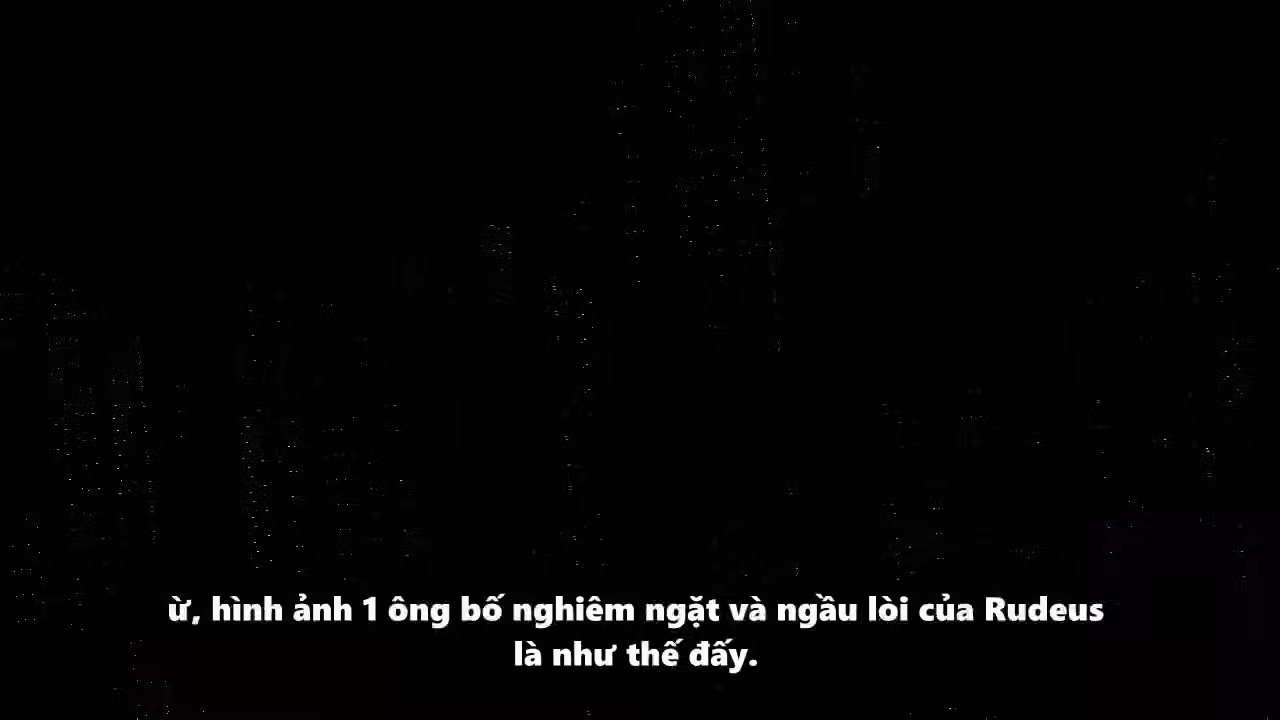 ừ, hình ảnh 1 ông bố nghiêm ngặt và ngầu lòi của Rudeus
là như thế đấy.